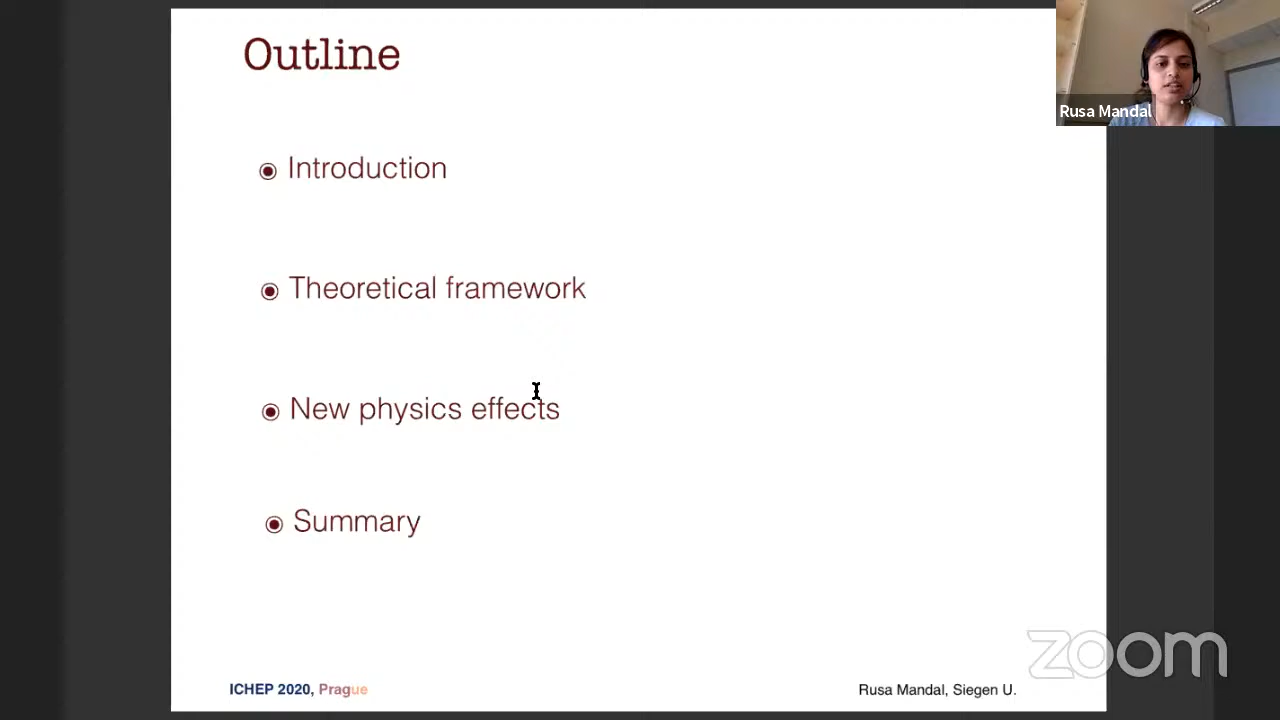 Outline
Rusa Mandal
Introduction
Theoretical framework
New physics effects
Summary
zoom
ICHEP 2020, Prague
Rusa Mandal, Siegen U.